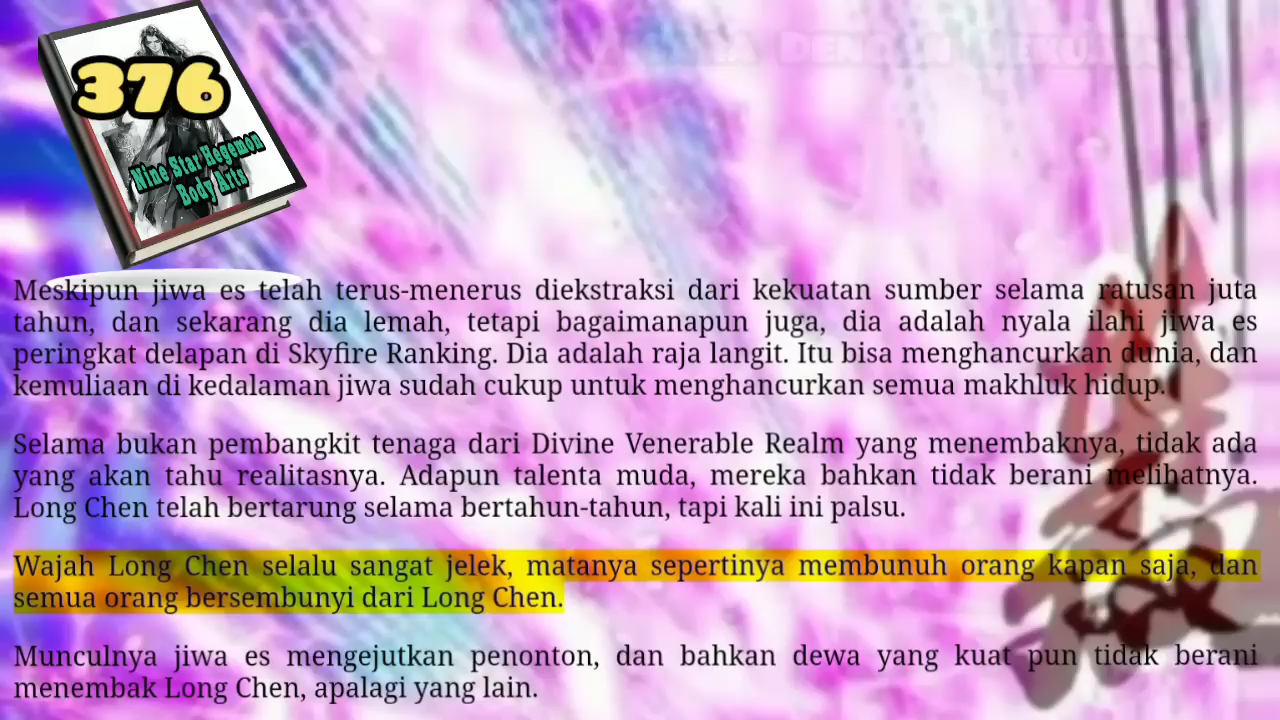 376
Nine Star Hegemon
Body Arts
Meskipun jiwa es telah terus-menerus diekstraksi dari kekuatan sumber selama ratusan juta
tahun, dan sekarang dia lemah, tetapi bagaimanapun juga, dia adalah nyala ilahi jiwa es
peringkat delapan di Skyfire Ranking. Dia adalah raja langit. Itu bisa menghancurkan dunia, dan
kemuliaan di kedalaman jiwa sudah cukup untuk menghancurkan semua makhluk hidup.
Selama bukan pembangkit tenaga dari Divine Venerable Realm yang menembaknya, tidak ada
yang akan tahu realitasnya. Adapun talenta muda, mereka bahkan tidak berani melihatnya.
Long Chen telah bertarung selama bertahun-tahun, tapi kali ini palsu.
Wajah Long Chen selalu sangat jelek, matanya sepertinya membunuh orang kapan saja, dan
semua orang bersembunyi dari Long Chen.
Munculnya jiwa es mengejutkan penonton, dan bahkan dewa yang kuat pun tidak berani
menembak Long Chen, apalagi yang lain.